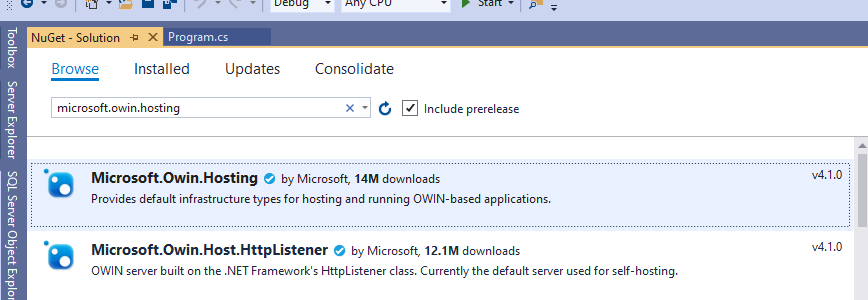 Debug
Any CPU
Start
NuGet - Solution
Program.cs
Toolbox
Server Explorer
SQL Server Object Explo
Browse
Installed
Updates
Consolidate
microsoft.owin.hosting
Include prerelease
Microsoft.Owin.Hosting by Microsoft, 14M downloads v4.1.0
Provides default infrastructure types for hosting and running OWIN-based applications.
Microsoft.Owin.Host.HttpListener by Microsoft, 12.1M downloads v4.1.0
OWIN server built on the .NET Framework's HttpListener class. Currently the default server used for self-hosting.